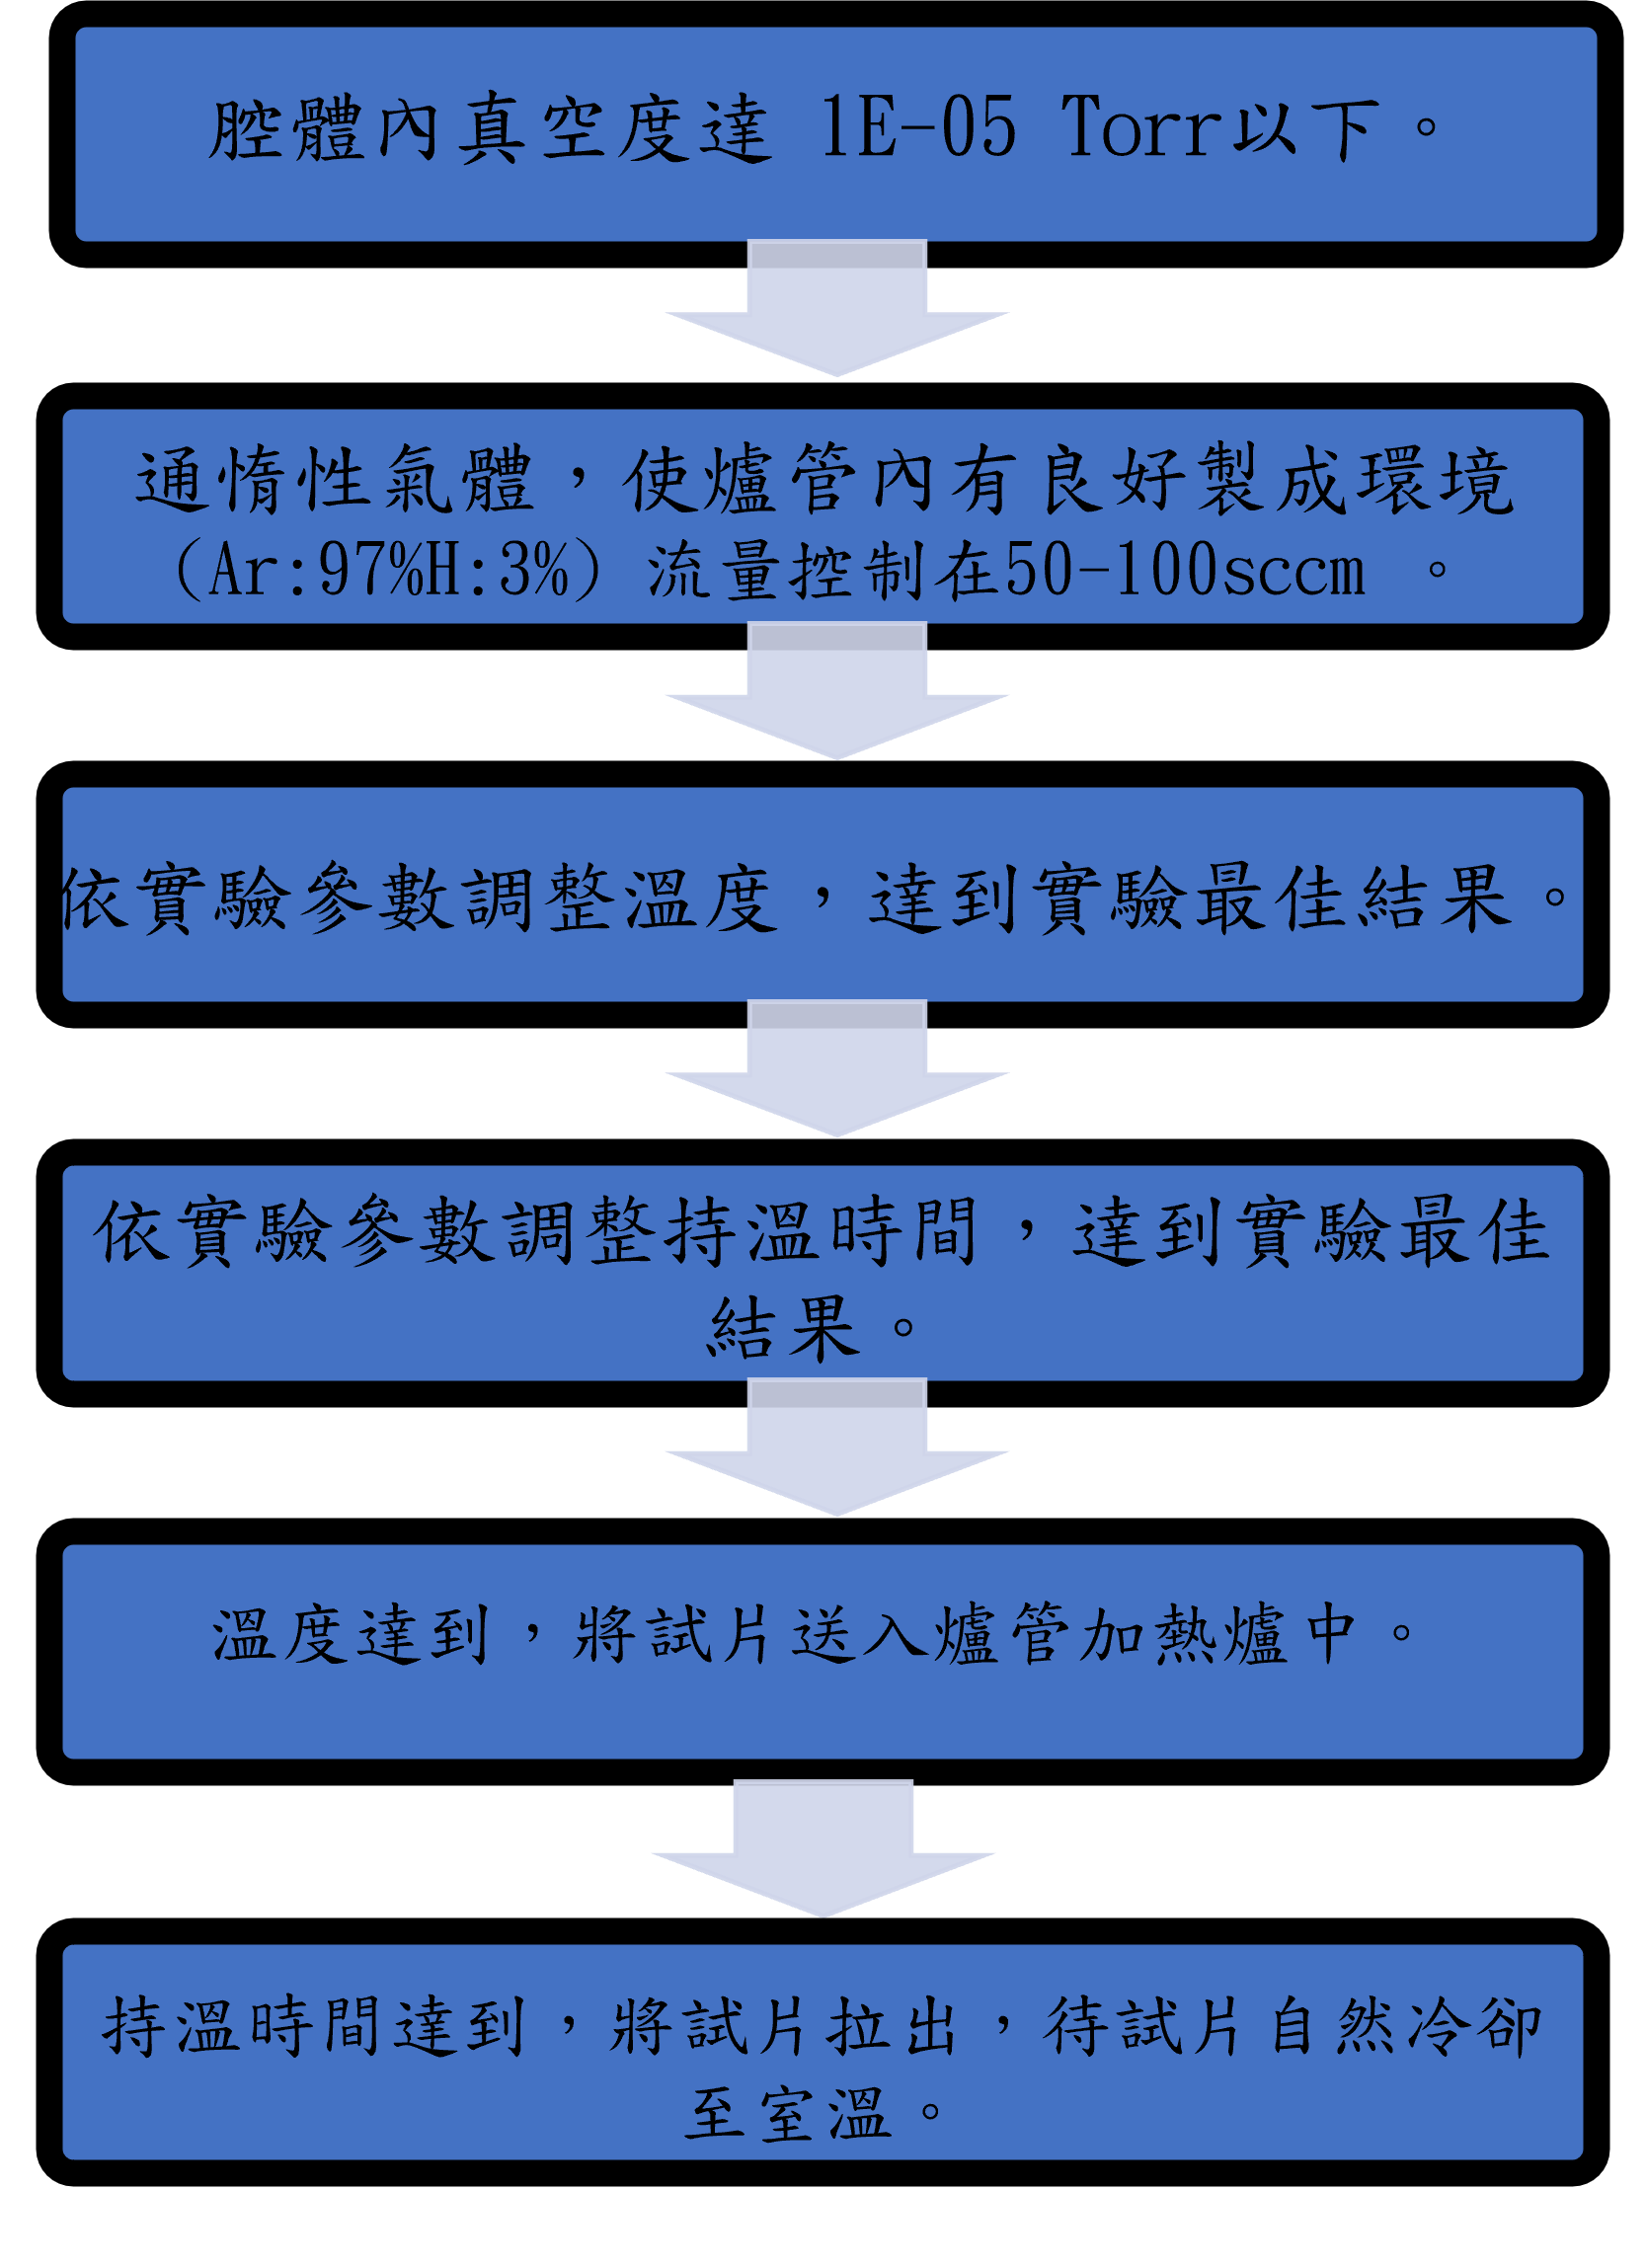 腔體內真空度達 1E-05 Torr以下。
通惰性氣體，使爐管內有良好製成環境
(Ar:97%H:3%) 流量控制在50-100sccm 。
依實驗參數調整溫度，達到實驗最佳結果。
依實驗參數調整持溫時間，達到實驗最佳
結果。
溫度達到，將試片送入爐管加熱爐中。
持溫時間達到，將試片拉出，待試片自然冷卻
至室溫。